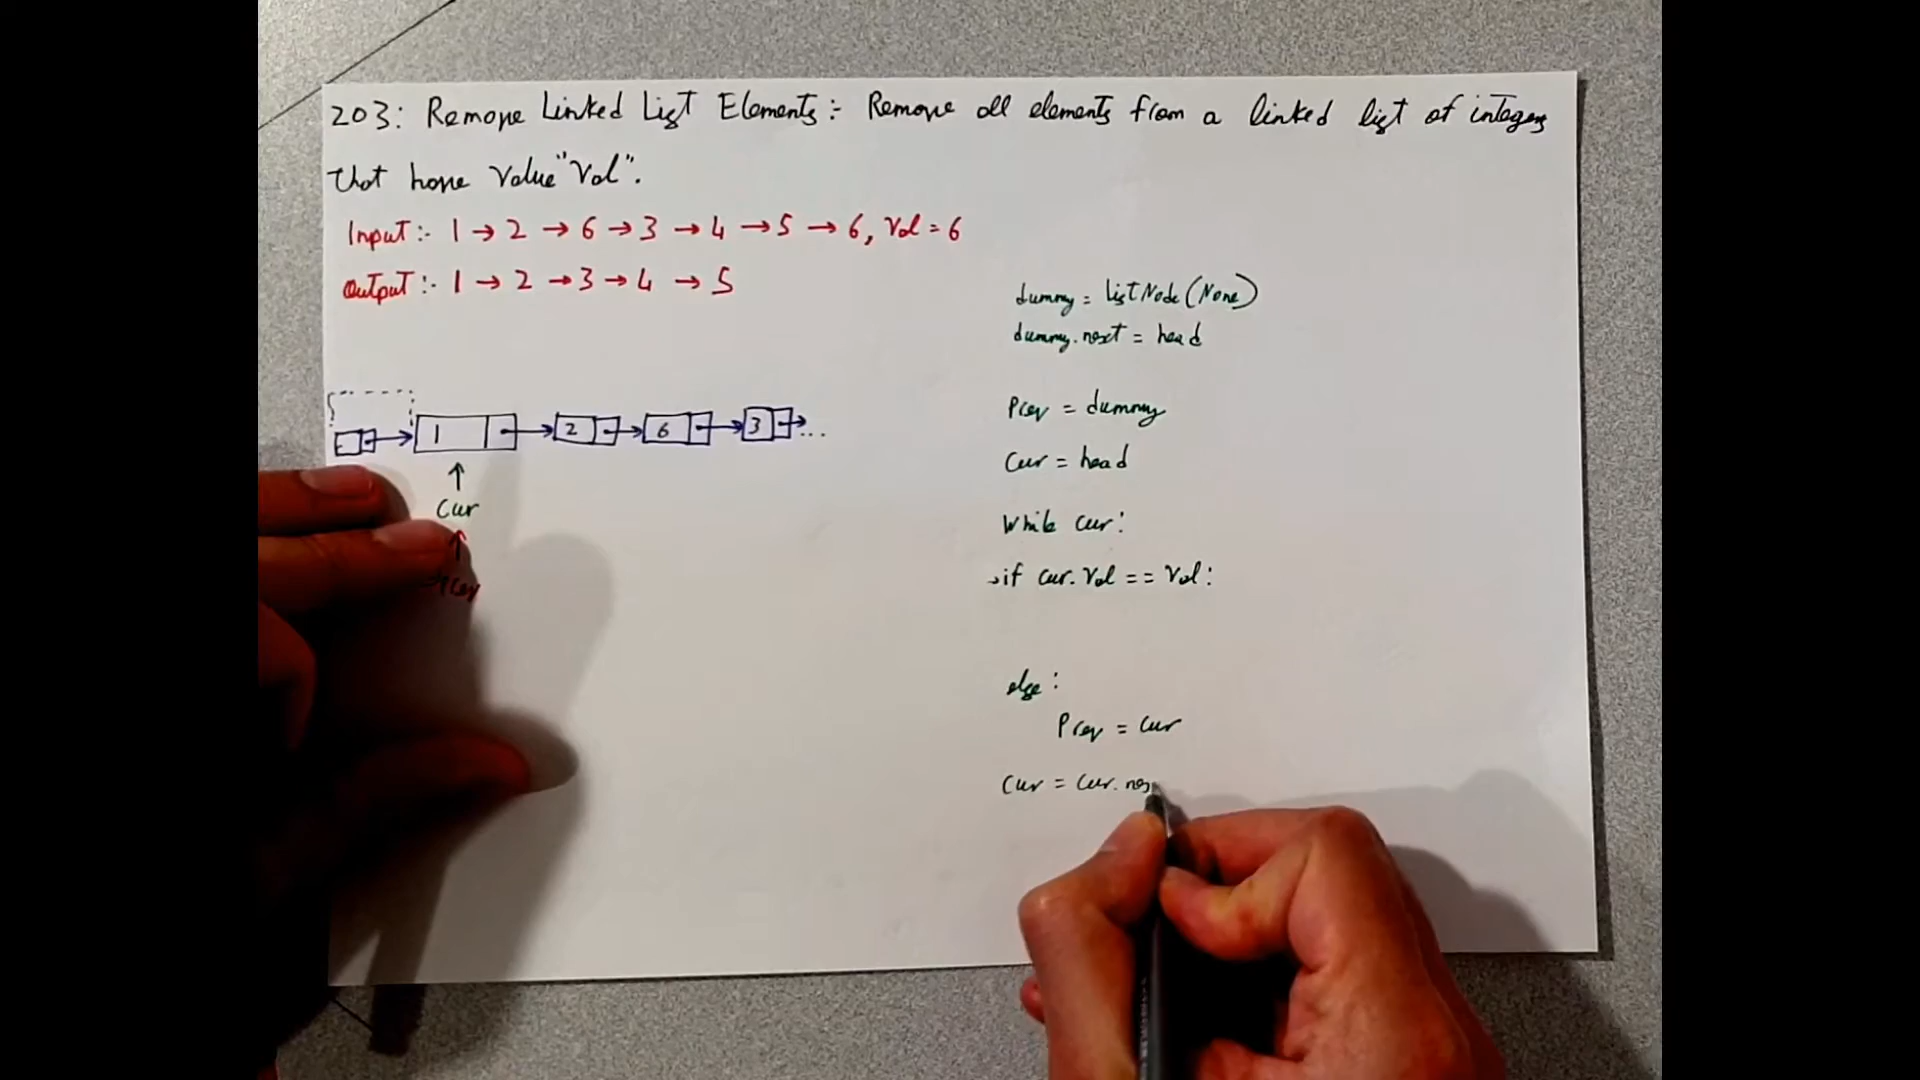 203: Remove Linked List Elements:- Remove all elements from a linked list of integers
that have value "val".
Input:- 1 → 2 → 6 → 3 → 4 → 5 → 6, val = 6
Output:- 1 → 2 → 3 → 4 → 5
dummy = listNode(None)
dummy.next = head
Prev = dummy
Cur = head
While cur:
if cur.val == val:
else:
Prev = cur
Cur = cur.nex
1 → 2 → 6 → 3 → ...
↑
Cur
↑
Prev